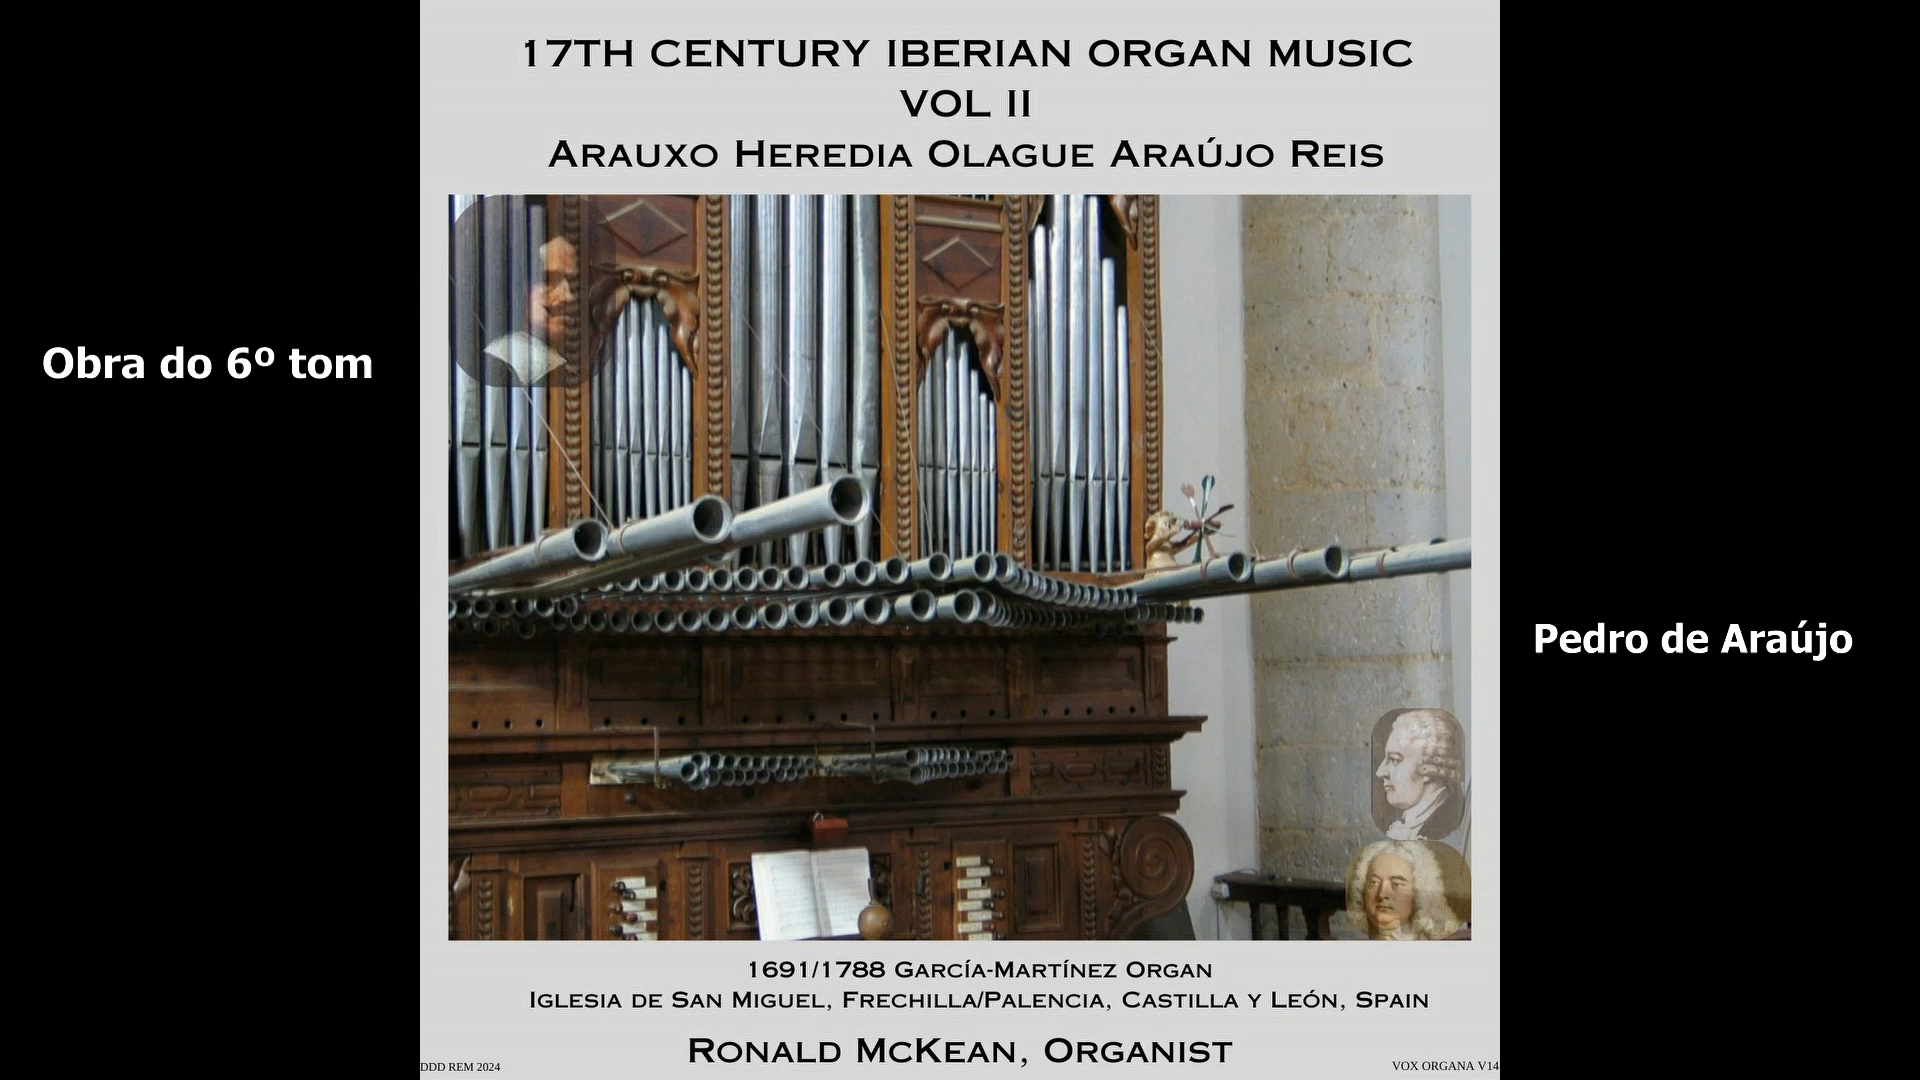 17TH CENTURY IBERIAN ORGAN MUSIC
VOL II
ARAUXO HEREDIA OLAGUE ARAÚJO REIS
Obra do 6º tom
Pedro de Araújo
1691/1788 GARCÍA-MARTÍNEZ ORGAN
IGLESIA DE SAN MIGUEL, FRECHILLA/PALENCIA, CASTILLA Y LEÓN, SPAIN
RONALD MCKEAN, ORGANIST
DDD REM 2024
VOX ORGANA V14